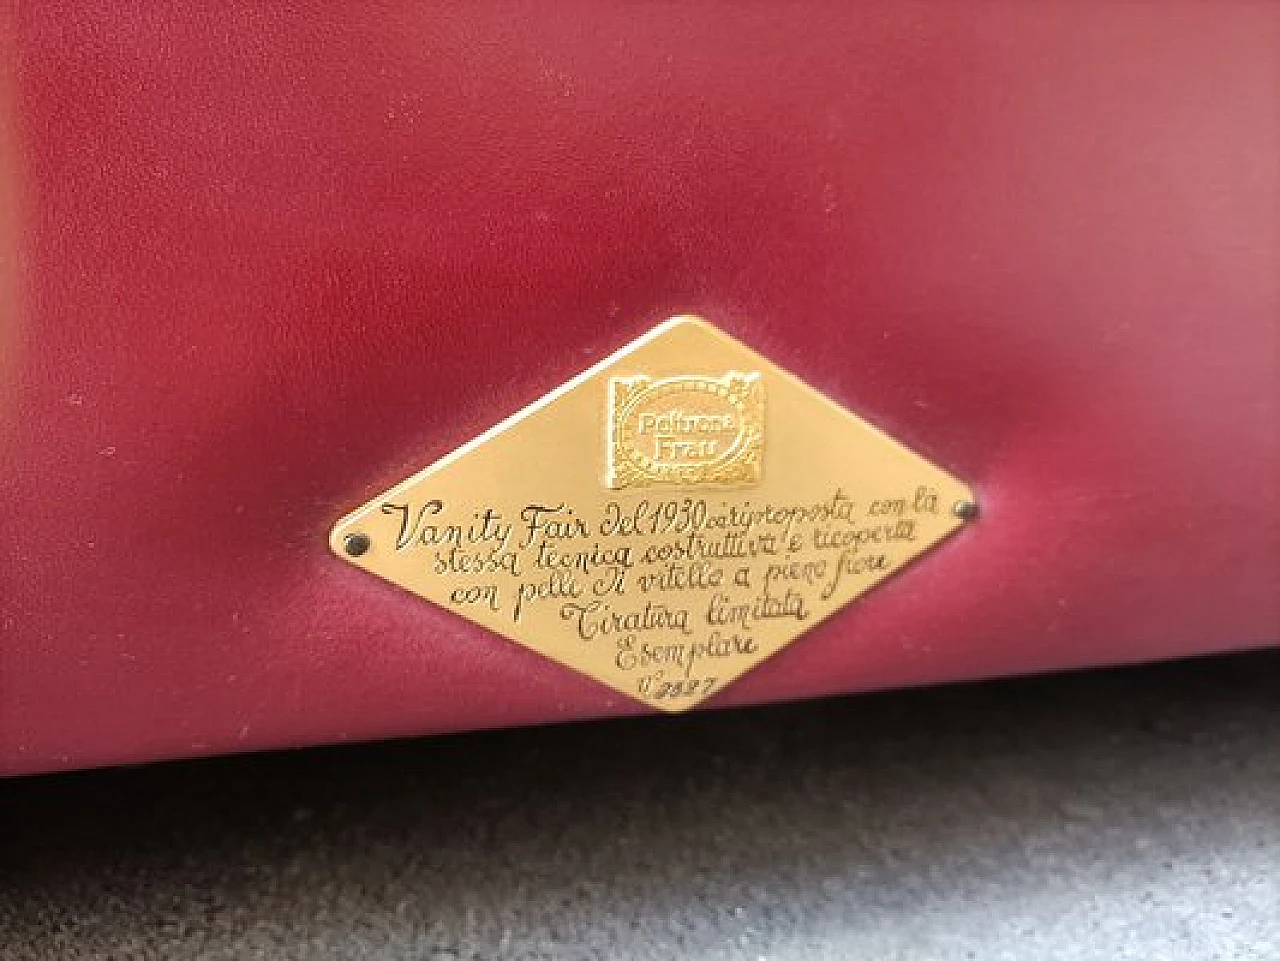 Poltrona
Frau
Vanity Fair del 1930 riproposta con la
stessa tecnica costruttiva e ricoperta
con pelle di vitello a pieno fiore
Tiratura limitata
Esemplare